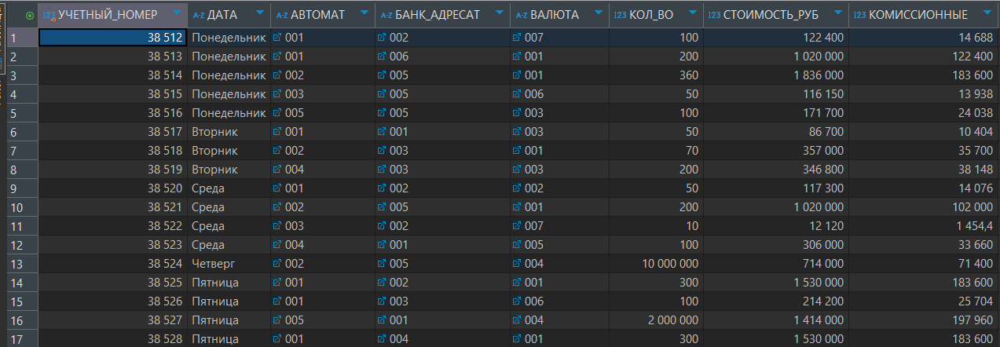 123 УЧЕТНЫЙ_НОМЕР A-Z ДАТА A-Z АВТОМАТ A-Z БАНК_АДРЕСАТ A-Z ВАЛЮТА 123 КОЛ_ВО 123 СТОИМОСТЬ_РУБ 123 КОМИССИОННЫЕ
1 38 512 Понедельник 001 002 007 100 122 400 14 688
2 38 513 Понедельник 001 006 001 200 1 020 000 122 400
3 38 514 Понедельник 002 005 001 360 1 836 000 183 600
4 38 515 Понедельник 003 005 006 50 116 150 13 938
5 38 516 Понедельник 005 005 003 100 171 700 24 038
6 38 517 Вторник 001 001 003 50 86 700 10 404
7 38 518 Вторник 002 003 001 70 357 000 35 700
8 38 519 Вторник 004 003 003 200 346 800 38 148
9 38 520 Среда 001 002 002 50 117 300 14 076
10 38 521 Среда 002 005 001 200 1 020 000 102 000
11 38 522 Среда 003 002 007 10 12 120 1 454,4
12 38 523 Среда 004 001 005 100 306 000 33 660
13 38 524 Четверг 002 005 004 10 000 000 714 000 71 400
14 38 525 Пятница 001 002 001 300 1 530 000 183 600
15 38 526 Пятница 001 003 006 100 214 200 25 704
16 38 527 Пятница 005 001 004 2 000 000 1 414 000 197 960
17 38 528 Пятница 001 004 001 300 1 530 000 183 600